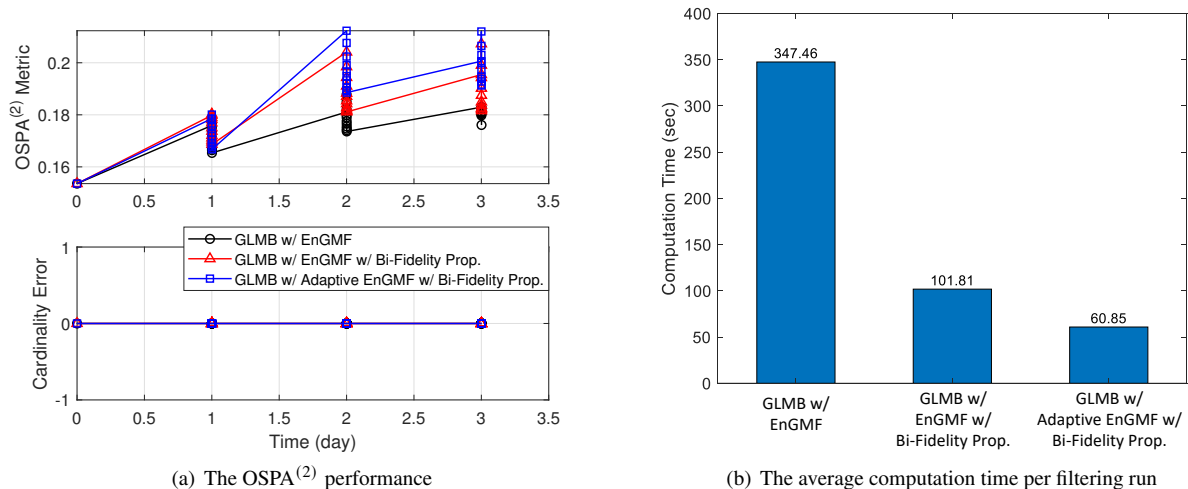 0.2
0.18
0.16
OSPA(2) Metric
0 0.5 1 1.5 2 2.5 3 3.5
1
0
-1
Cardinality Error
GLMB w/ EnGMF
GLMB w/ EnGMF w/ Bi-Fidelity Prop.
GLMB w/ Adaptive EnGMF w/ Bi-Fidelity Prop.
0 0.5 1 1.5 2 2.5 3 3.5
Time (day)
(a) The OSPA(2) performance
400
350
300
250
200
150
100
50
0
Computation Time (sec)
347.46
101.81
60.85
GLMB w/
EnGMF
GLMB w/
EnGMF w/
Bi-Fidelity Prop.
GLMB w/
Adaptive EnGMF w/
Bi-Fidelity Prop.
(b) The average computation time per filtering run